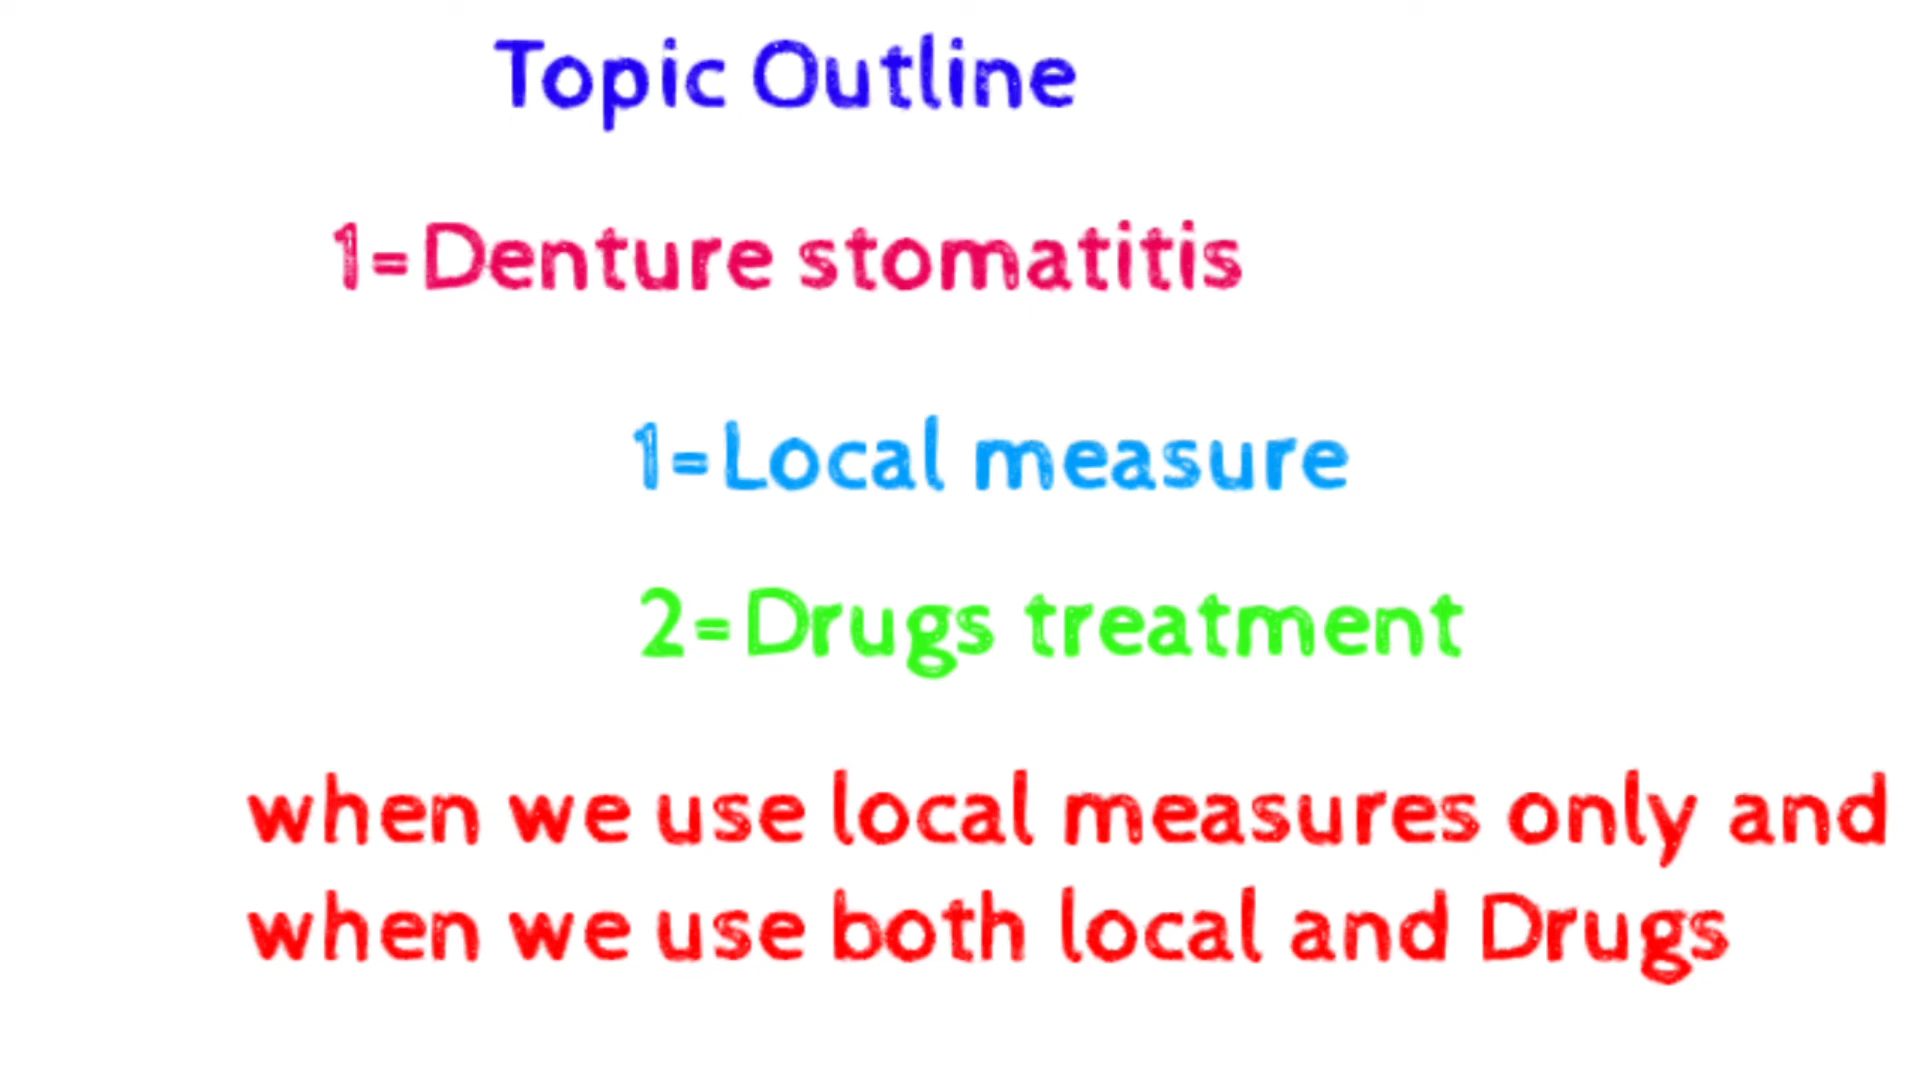 Topic Outline
1=Denture stomatitis
1=Local measure
2=Drugs treatment
when we use local measures only and
when we use both local and Drugs